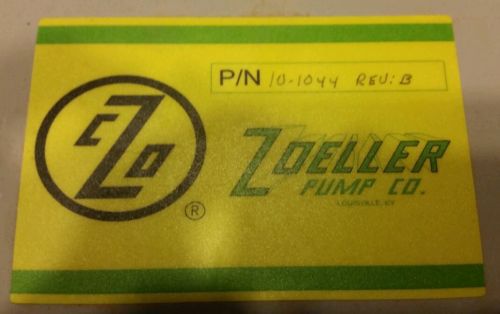 P/N 10-1044 REV:B
ZCO
®
ZOELLER
PUMP CO.
LOUISVILLE, KY